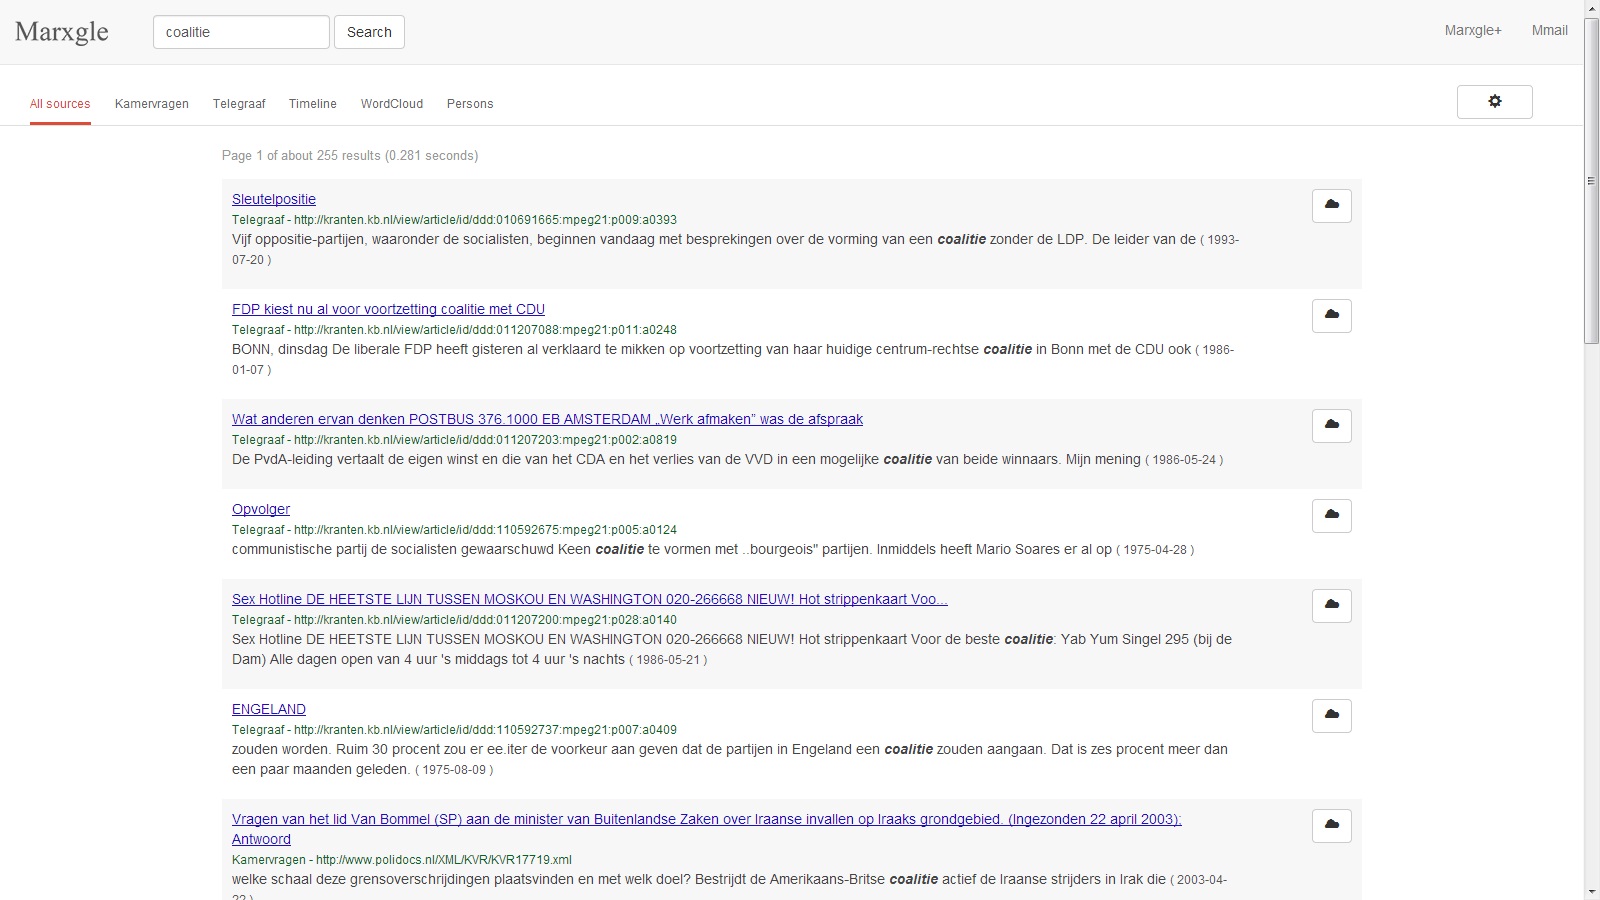 Marxgle
coalitie
Search
Marxgle+
Mmail
All sources
Kamervragen
Telegraaf
Timeline
WordCloud
Persons
Page 1 of about 255 results (0.281 seconds)
Sleutelpositie
Telegraaf - http://kranten.kb.nl/view/article/id/ddd:010691665:mpeg21:p009:a0393
Vijf oppositie-partijen, waaronder de socialisten, beginnen vandaag met besprekingen over de vorming van een coalitie zonder de LDP. De leider van de ( 1993-
07-20 )
FDP kiest nu al voor voortzetting coalitie met CDU
Telegraaf - http://kranten.kb.nl/view/article/id/ddd:011207088:mpeg21:p011:a0248
BONN, dinsdag De liberale FDP heeft gisteren al verklaard te mikken op voortzetting van haar huidige centrum-rechtse coalitie in Bonn met de CDU ook ( 1986-
01-07 )
Wat anderen ervan denken POSTBUS 376.1000 EB AMSTERDAM „Werk afmaken” was de afspraak
Telegraaf - http://kranten.kb.nl/view/article/id/ddd:011207203:mpeg21:p002:a0819
De PvdA-leiding vertaalt de eigen winst en die van het CDA en het verlies van de VVD in een mogelijke coalitie van beide winnaars. Mijn mening ( 1986-05-24 )
Opvolger
Telegraaf - http://kranten.kb.nl/view/article/id/ddd:110592675:mpeg21:p005:a0124
communistische partij de socialisten gewaarschuwd Keen coalitie te vormen met ..bourgeois" partijen. Inmiddels heeft Mario Soares er al op ( 1975-04-28 )
Sex Hotline DE HEETSTE LIJN TUSSEN MOSKOU EN WASHINGTON 020-266668 NIEUW! Hot strippenkaart Voo...
Telegraaf - http://kranten.kb.nl/view/article/id/ddd:011207200:mpeg21:p028:a0140
Sex Hotline DE HEETSTE LIJN TUSSEN MOSKOU EN WASHINGTON 020-266668 NIEUW! Hot strippenkaart Voor de beste coalitie: Yab Yum Singel 295 (bij de
Dam) Alle dagen open van 4 uur 's middags tot 4 uur 's nachts ( 1986-05-21 )
ENGELAND
Telegraaf - http://kranten.kb.nl/view/article/id/ddd:110592737:mpeg21:p007:a0409
zouden worden. Ruim 30 procent zou er ee.iter de voorkeur aan geven dat de partijen in Engeland een coalitie zouden aangaan. Dat is zes procent meer dan
een paar maanden geleden. ( 1975-08-09 )
Vragen van het lid Van Bommel (SP) aan de minister van Buitenlandse Zaken over Iraanse invallen op Iraaks grondgebied. (Ingezonden 22 april 2003);
Antwoord
Kamervragen - http://www.polidocs.nl/XML/KVR/KVR17719.xml
welke schaal deze grensoverschrijdingen plaatsvinden en met welk doel? Bestrijdt de Amerikaans-Britse coalitie actief de Iraanse strijders in Irak die ( 2003-04-
22 )